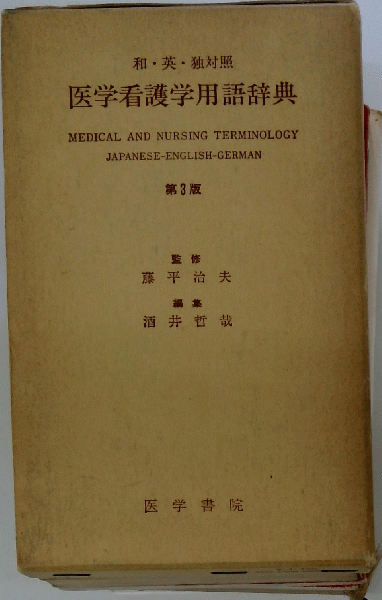 和・英・独対照
医学看護学用語辞典
MEDICAL AND NURSING TERMINOLOGY
JAPANESE-ENGLISH-GERMAN
第3版
監修
藤平治夫
編集
酒井哲哉
医学書院